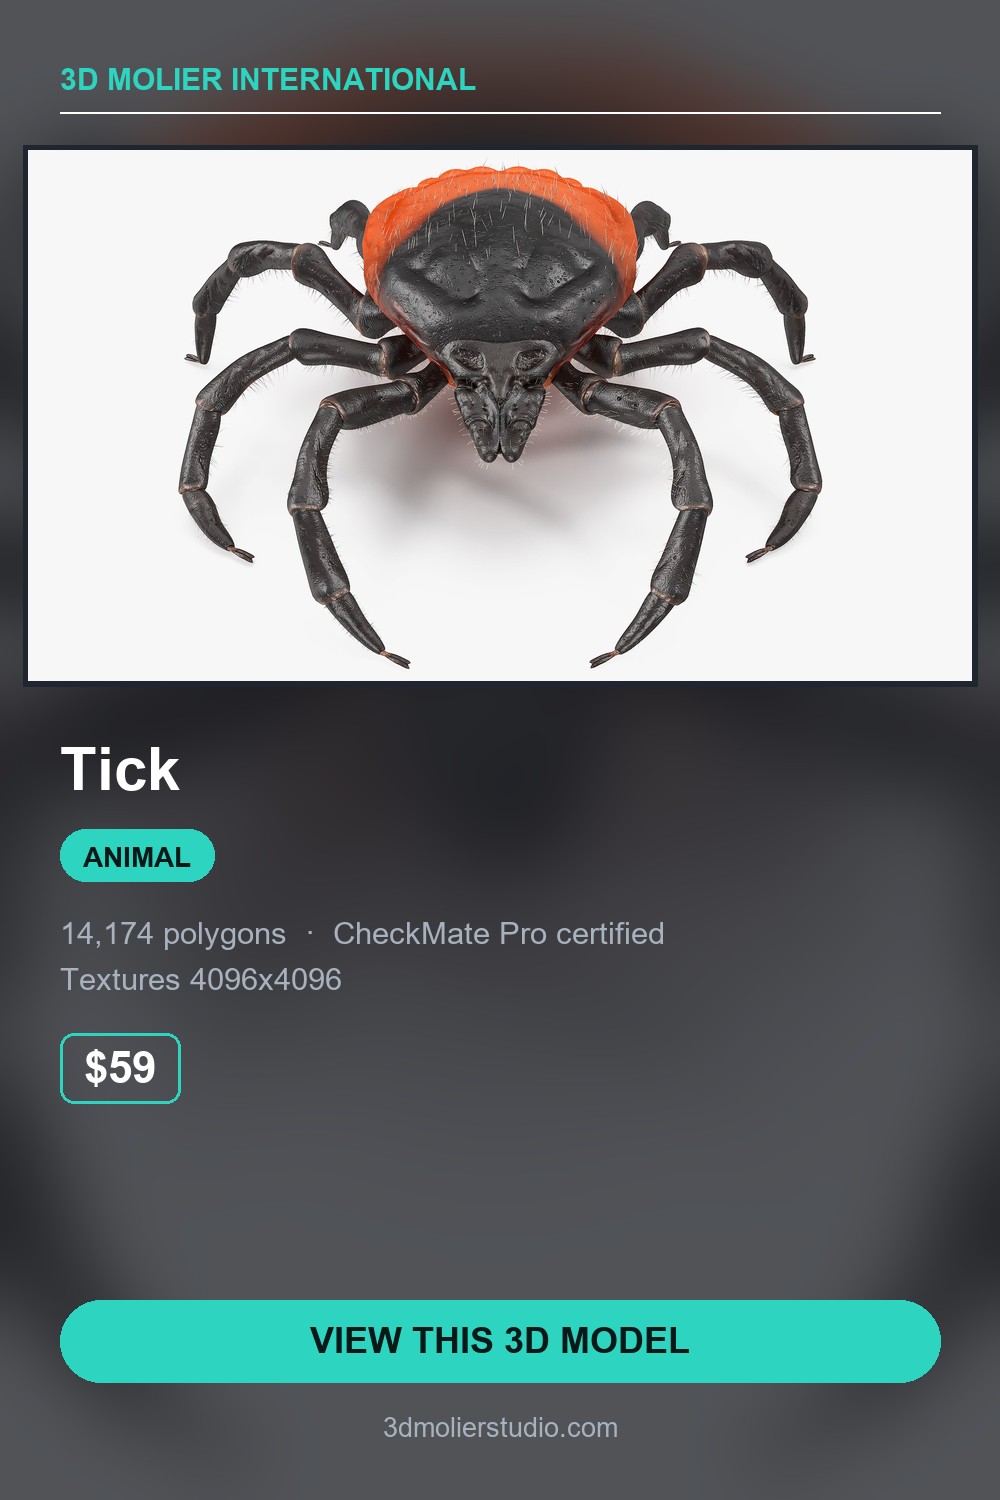 3D MOLIER INTERNATIONAL
Tick
ANIMAL
14,174 polygons · CheckMate Pro certified
Textures 4096x4096
$59
VIEW THIS 3D MODEL
3dmolierstudio.com